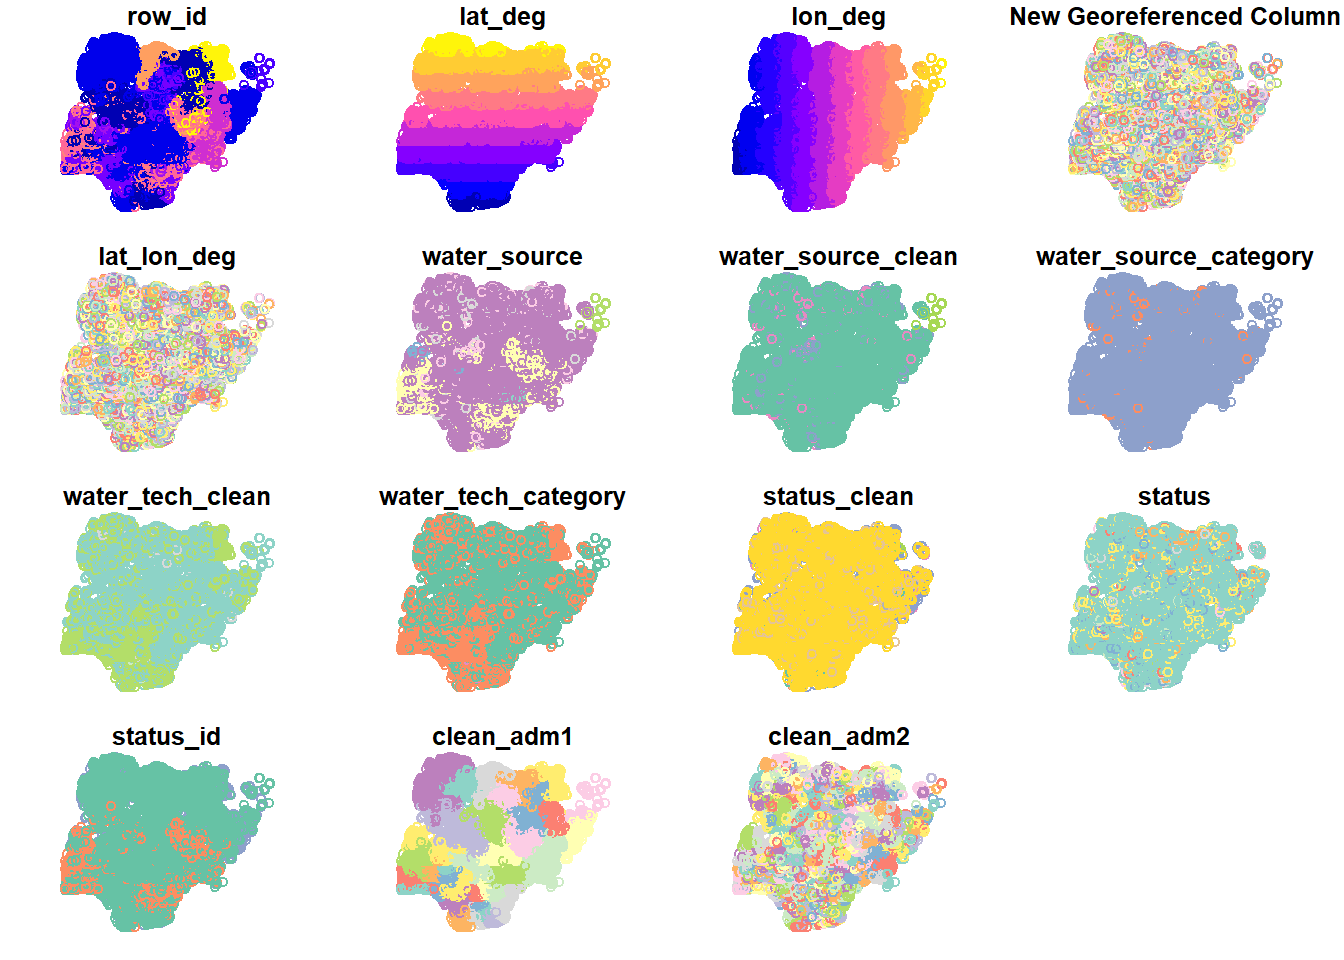 row_id
lat_deg
lon_deg
New Georeferenced Column
lat_lon_deg
water_source
water_source_clean
water_source_category
water_tech_clean
water_tech_category
status_clean
status
status_id
clean_adm1
clean_adm2